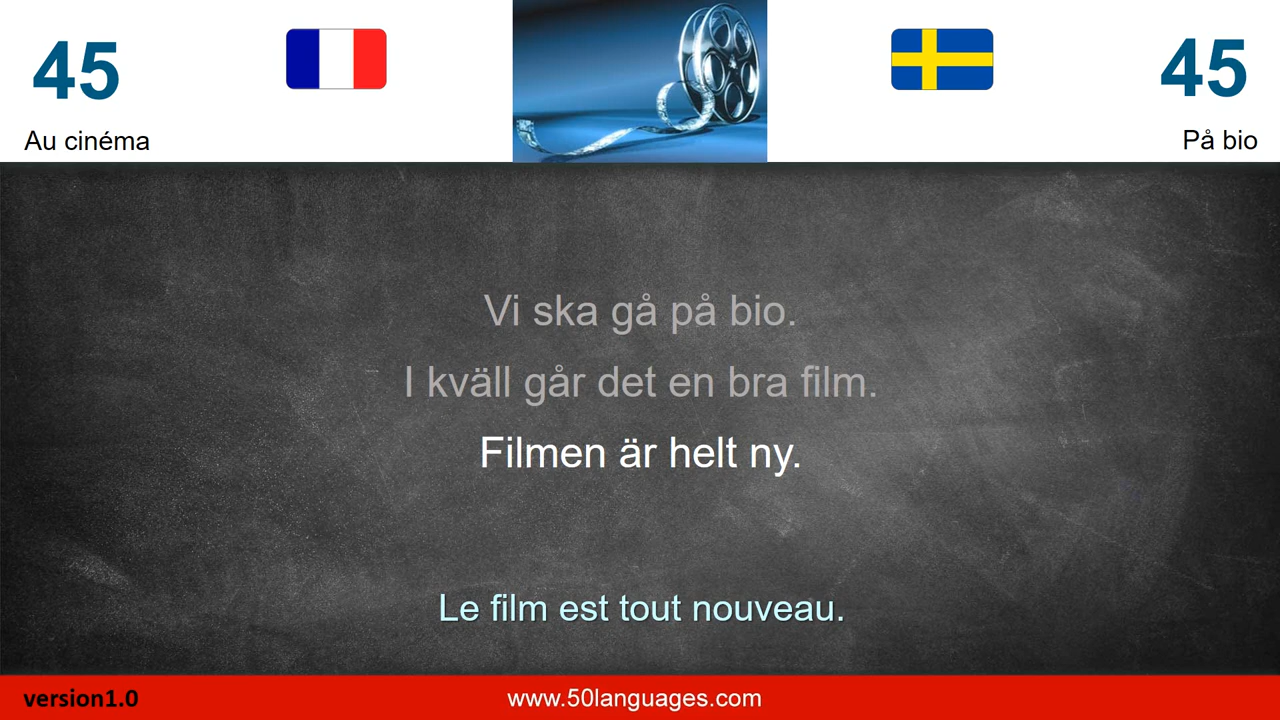 45
45
Au cinéma
På bio
Vi ska gå på bio.
I kväll går det en bra film.
Filmen är helt ny.
Le film est tout nouveau.
version1.0
www.50languages.com